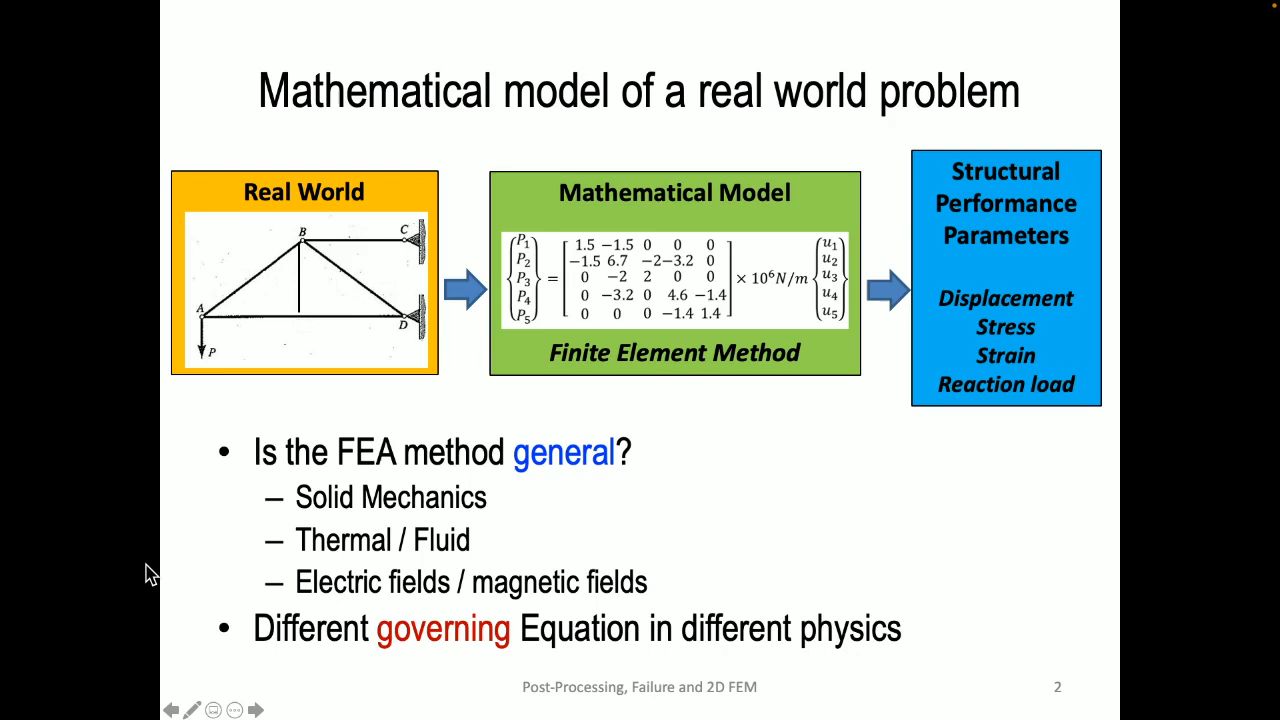 Mathematical model of a real world problem
Real World
B
C
A
D
P
Mathematical Model
P₁ 1.5 −1.5 0 0 0 u₁
P₂ −1.5 6.7 −2 −3.2 0 u₂
P₃ = 0 −2 2 0 0 × 10⁶N/m u₃
P₄ 0 −3.2 0 4.6 −1.4 u₄
P₅ 0 0 0 −1.4 1.4 u₅
Finite Element Method
Structural
Performance
Parameters
Displacement
Stress
Strain
Reaction load
• Is the FEA method general?
– Solid Mechanics
– Thermal / Fluid
– Electric fields / magnetic fields
• Different governing Equation in different physics
Post-Processing, Failure and 2D FEM
2